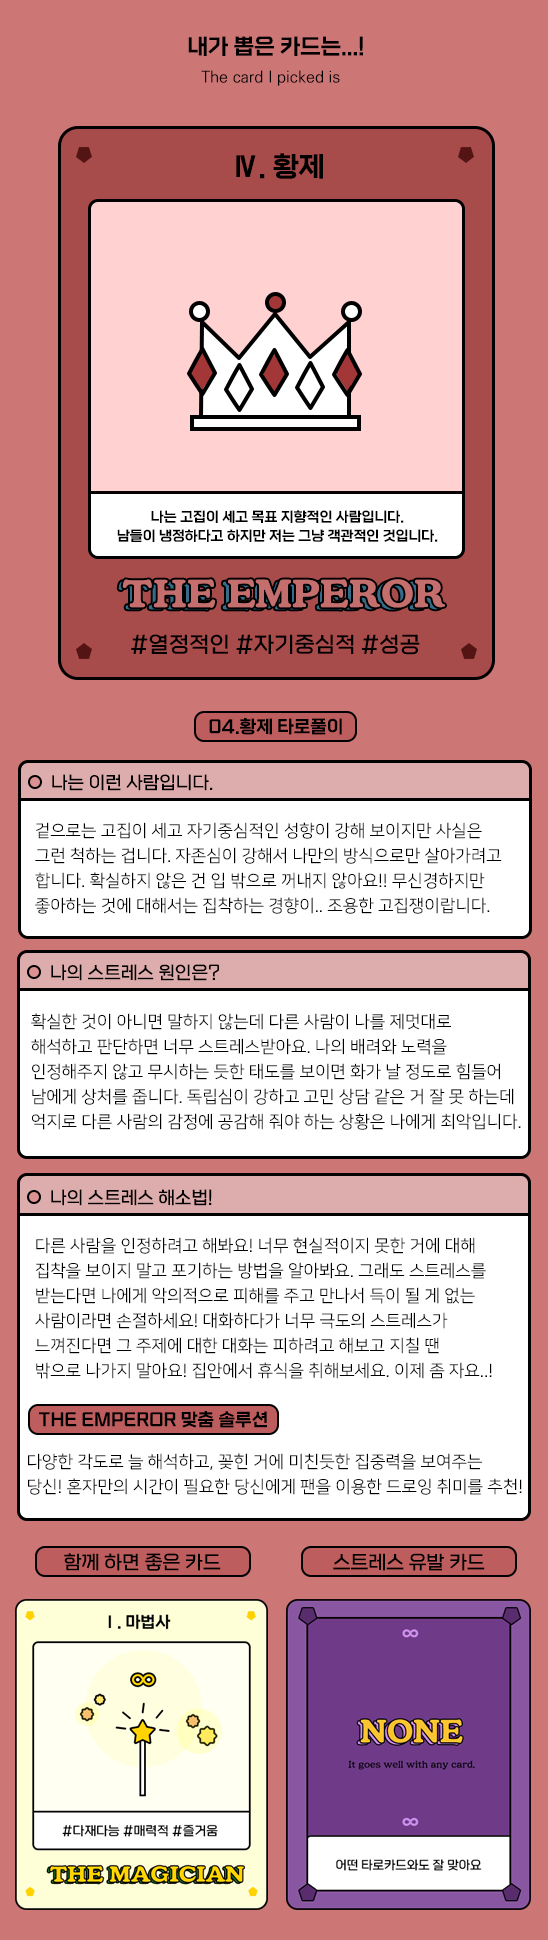 내가 뽑은 카드는...!
The card I picked is
Ⅳ. 황제
나는 고집이 세고 목표 지향적인 사람입니다.
남들이 냉정하다고 하지만 저는 그냥 객관적인 것입니다.
THE EMPEROR
#열정적인 #자기중심적 #성공
04.황제 타로풀이
나는 이런 사람입니다.
겉으로는 고집이 세고 자기중심적인 성향이 강해 보이지만 사실은
그런 척하는 겁니다. 자존심이 강해서 나만의 방식으로만 살아가려고
합니다. 확실하지 않은 건 입 밖으로 꺼내지 않아요!! 무신경하지만
좋아하는 것에 대해서는 집착하는 경향이.. 조용한 고집쟁이랍니다.
나의 스트레스 원인은?
확실한 것이 아니면 말하지 않는데 다른 사람이 나를 제멋대로
해석하고 판단하면 너무 스트레스받아요. 나의 배려와 노력을
인정해주지 않고 무시하는 듯한 태도를 보이면 화가 날 정도로 힘들어
남에게 상처를 줍니다. 독립심이 강하고 고민 상담 같은 거 잘 못 하는데
억지로 다른 사람의 감정에 공감해 줘야 하는 상황은 나에게 최악입니다.
나의 스트레스 해소법!
다른 사람을 인정하려고 해봐요! 너무 현실적이지 못한 거에 대해
집착을 보이지 말고 포기하는 방법을 알아봐요. 그래도 스트레스를
받는다면 나에게 악의적으로 피해를 주고 만나서 득이 될 게 없는
사람이라면 손절하세요! 대화하다가 너무 극도의 스트레스가
느껴진다면 그 주제에 대한 대화는 피하려고 해보고 지칠 땐
밖으로 나가지 말아요! 집안에서 휴식을 취해보세요. 이제 좀 자요..!
THE EMPEROR 맞춤 솔루션
다양한 각도로 늘 해석하고, 꽂힌 거에 미친듯한 집중력을 보여주는
당신! 혼자만의 시간이 필요한 당신에게 팬을 이용한 드로잉 취미를 추천!
함께 하면 좋은 카드
스트레스 유발 카드
Ⅰ. 마법사
#다재다능 #매력적 #즐거움
THE MAGICIAN
NONE
It goes well with any card.
어떤 타로카드와도 잘 맞아요